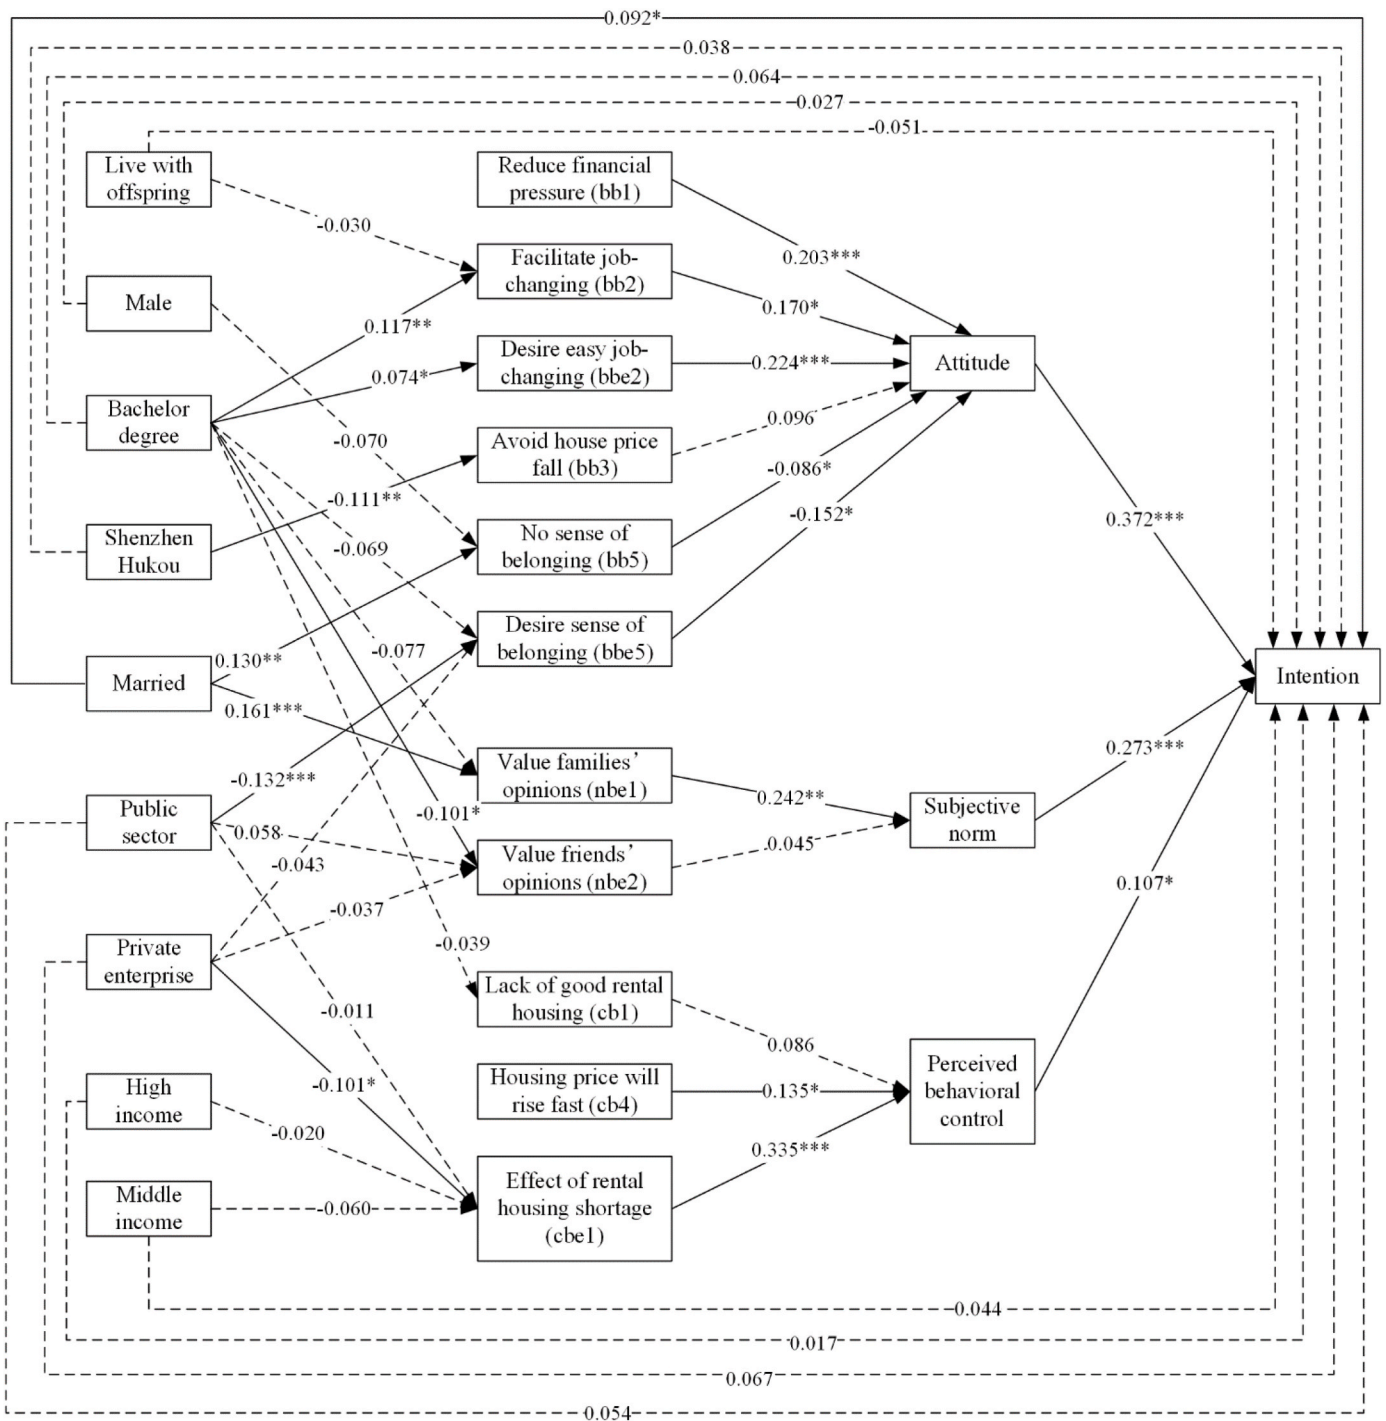 0.092*
0.038
0.064
0.027
-0.051
Live with
offspring
Reduce financial
pressure (bb1)
-0.030
0.203***
Facilitate job-
changing (bb2)
Male
0.170*
0.117**
Desire easy job-
changing (bbe2)
0.224***
Attitude
0.074*
Bachelor
degree
0.096
-0.070
Avoid house price
fall (bb3)
-0.086*
-0.111**
-0.152*
0.372***
Shenzhen
Hukou
No sense of
belonging (bb5)
-0.069
Desire sense of
belonging (bbe5)
-0.077
0.130**
Married
Intention
0.161***
Value families’
opinions (nbe1)
0.273***
-0.132***
0.242**
Public
sector
0.058
-0.101*
Subjective
norm
0.045
Value friends’
opinions (nbe2)
-0.043
0.107*
-0.037
Private
enterprise
-0.039
Lack of good rental
housing (cb1)
-0.011
0.086
High
income
-0.101*
Housing price will
rise fast (cb4)
0.135*
Perceived
behavioral
control
-0.020
0.335***
Middle
income
-0.060
Effect of rental
housing shortage
(cbe1)
0.044
0.017
0.067
0.054